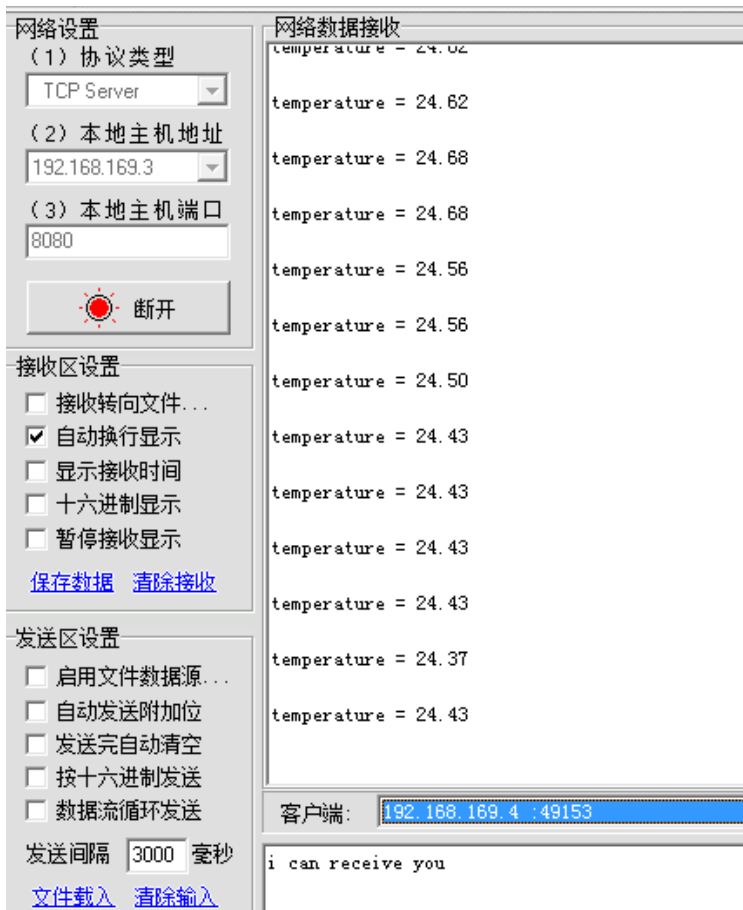 网络设置
(1) 协议类型
TCP Server
(2) 本地主机地址
192.168.169.3
(3) 本地主机端口
8080
断开
接收区设置
接收转向文件...
自动换行显示
显示接收时间
十六进制显示
暂停接收显示
保存数据 清除接收
发送区设置
启用文件数据源...
自动发送附加位
发送完自动清空
按十六进制发送
数据流循环发送
发送间隔 3000 毫秒
文件载入 清除输入
网络数据接收
temperature = 24.62
temperature = 24.62
temperature = 24.68
temperature = 24.68
temperature = 24.56
temperature = 24.56
temperature = 24.50
temperature = 24.43
temperature = 24.43
temperature = 24.43
temperature = 24.43
temperature = 24.37
temperature = 24.43
客户端: 192.168.169.4 :49153
i can receive you